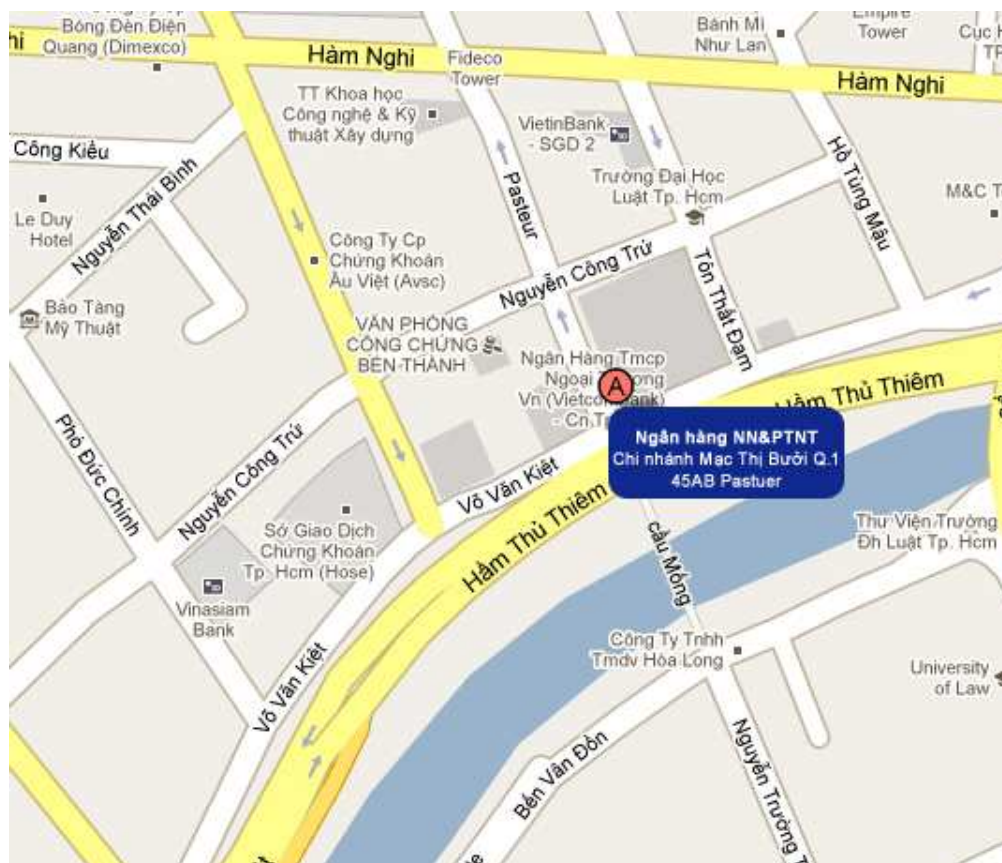 Bóng Đèn Điện
Quang (Dimexco)
Hàm Nghi
Fideco
Tower
Bánh Mì
Như Lan
Empire
Tower
Cục
Hàm Nghi
TT Khoa học
Công nghệ & Kỹ
thuật Xây dựng
VietinBank
- SGD 2
Công Kiều
Nguyễn Thái Bình
Pasteur
Trường Đại Học
Luật Tp. Hcm
Hồ Tùng Mậu
M&C
Le Duy
Hotel
Công Ty Cp
Chứng Khoán
Âu Việt (Avsc)
Nguyễn Công Trứ
Tôn Thất Đạm
Bảo Tàng
Mỹ Thuật
VĂN PHÒNG
CÔNG CHỨNG
BẾN THÀNH
Ngân Hàng Tmcp
Ngoại
Vn
- Cn
A
Hầm Thủ Thiêm
Ngân hàng NN&PTNT
Chi nhánh Mạc Thị Bưởi Q.1
45AB Pastuer
Phó Đức Chính
Nguyễn Công Trứ
Võ Văn Kiệt
Hầm Thủ Thiêm
Sở Giao Dịch
Chứng Khoán
Tp. Hcm (Hose)
cầu Mống
Thư Viện Trường
Đh Luật Tp. Hcm
Vinasiam
Bank
Công Ty Tnhh
Tmdv Hòa Long
University
of Law
Võ Văn Kiệt
Bến Vân Đồn
Nguyễn Trường